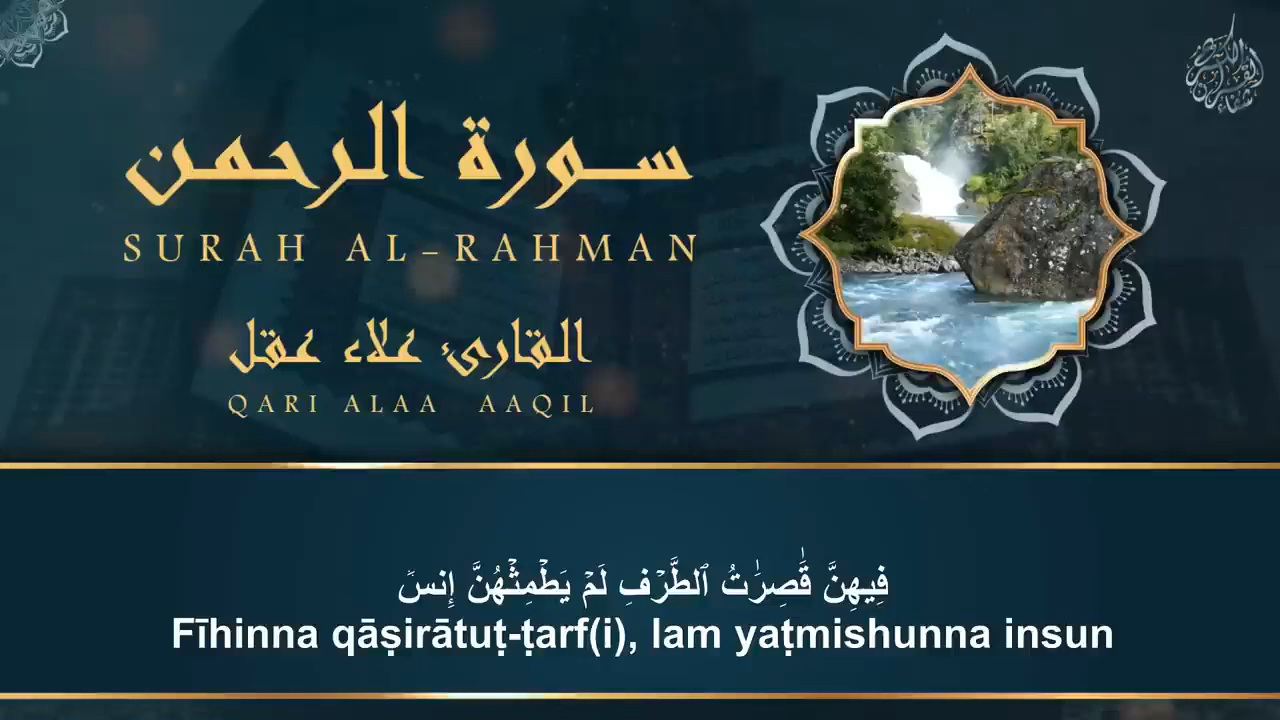 سورة الرحمن
SURAH AL-RAHMAN
القارئ علاء عقل
QARI ALAA AAQIL
فِيهِنَّ قَٰصِرَٰتُ ٱلطَّرْفِ لَمْ يَطْمِثْهُنَّ إِنسٌ
Fīhinna qāṣirātuṭ-ṭarf(i), lam yaṭmishunna insun